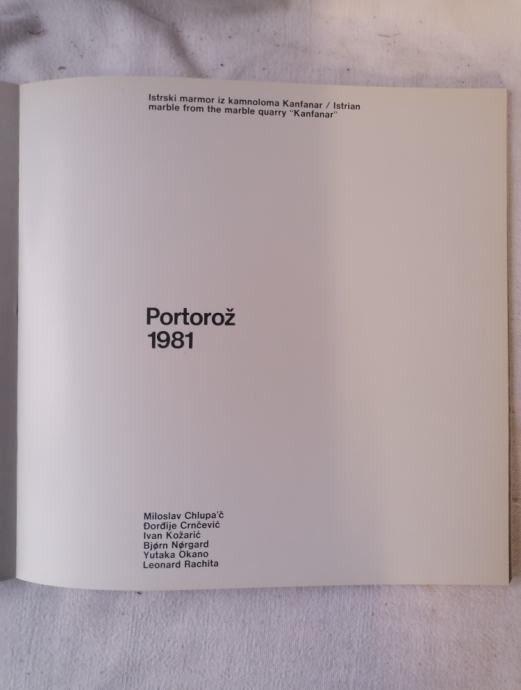 Istrski marmor iz kamnoloma Kanfanar / Istrian
marble from the marble quarry "Kanfanar"
Portorož
1981
Miloslav Chlupa'č
Đorđije Crnčević
Ivan Kožarić
Bjørn Nørgard
Yutaka Okano
Leonard Rachita